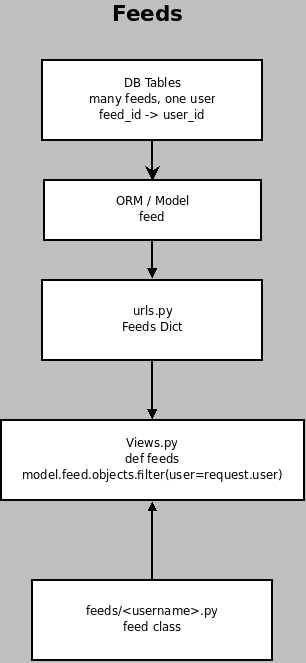 Feeds
DB Tables
many feeds, one user
feed_id -> user_id
ORM / Model
feed
urls.py
Feeds Dict
Views.py
def feeds
model.feed.objects.filter(user=request.user)
feeds/<username>.py
feed class